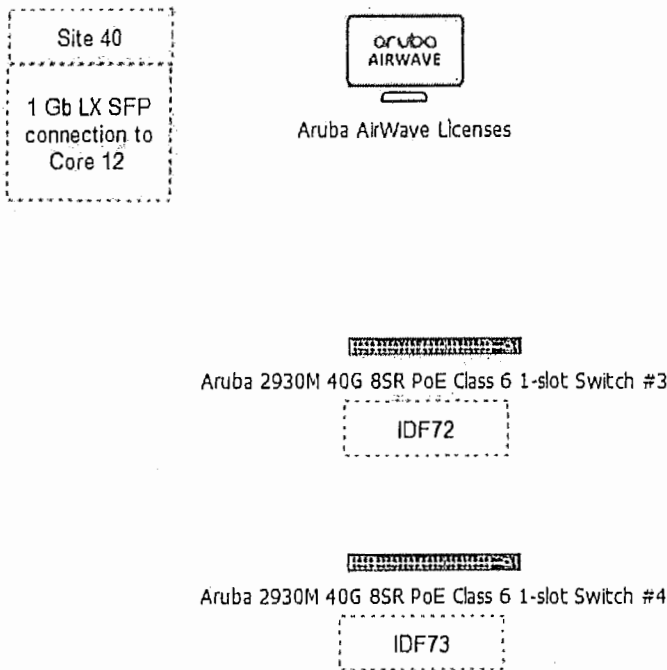 Site 40
1 Gb LX SFP
connection to
Core 12
aruba
AIRWAVE
Aruba AirWave Licenses
Aruba 2930M 40G 8SR PoE Class 6 1-slot Switch #3
IDF72
Aruba 2930M 40G 8SR PoE Class 6 1-slot Switch #4
IDF73